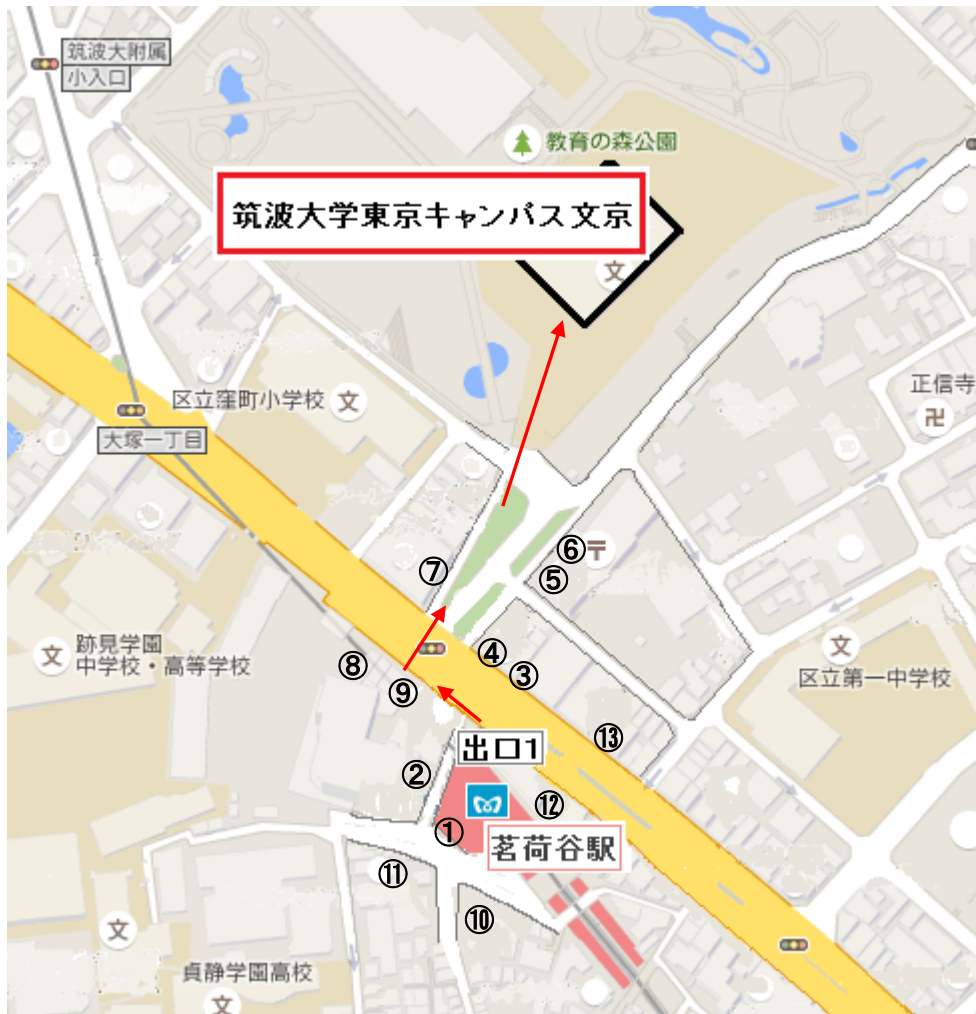 筑波大附属
小入口
教育の森公園
筑波大学東京キャンパス文京
文
正信寺
卍
区立窪町小学校 文
大塚一丁目
⑥〒
⑦
⑤
文 跡見学園
中学校・高等学校
④
文
⑧
③
区立第一中学校
⑨
出口1
⑬
②
⑫
①
茗荷谷駅
⑪
⑩
文
貞静学園高校
文